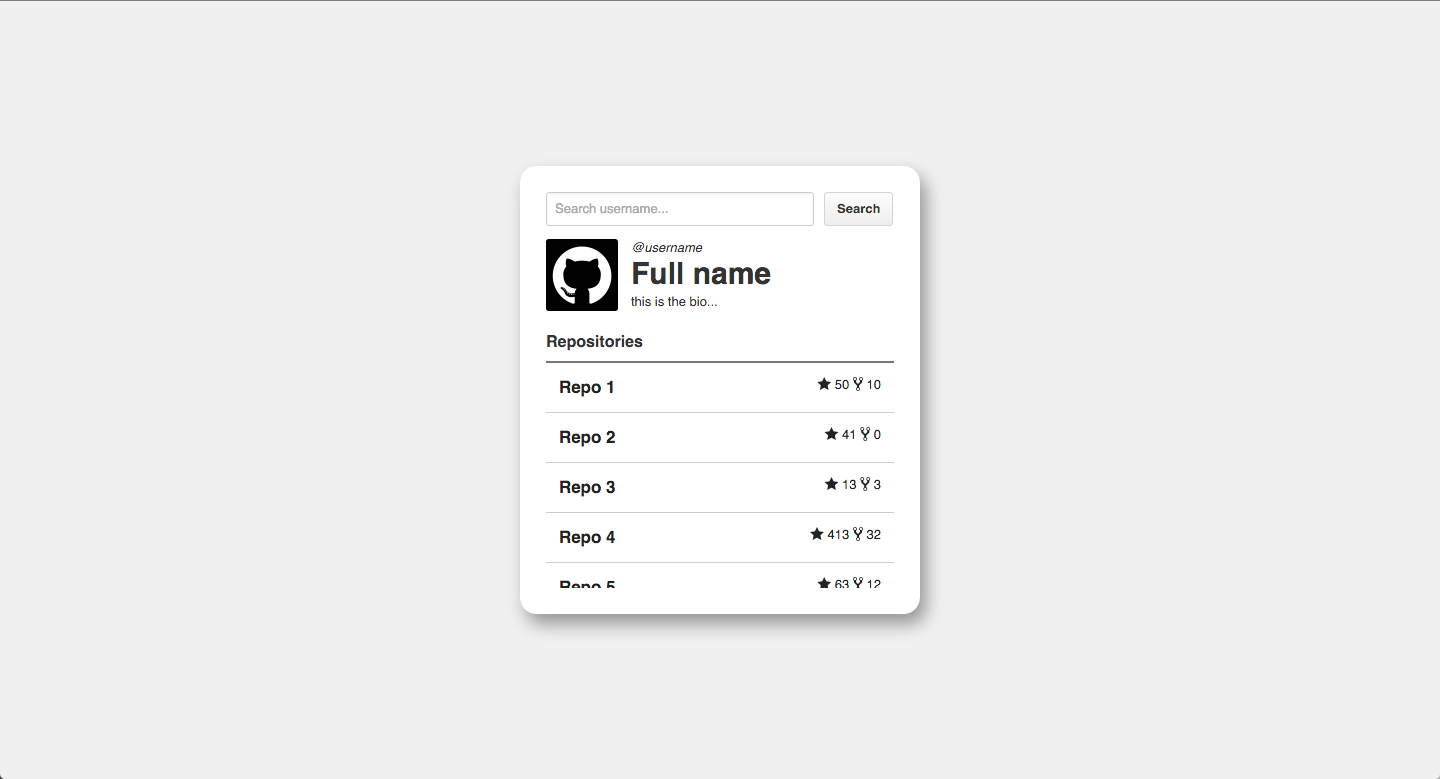 Search username... Search
@username
Full name
this is the bio...
Repositories
Repo 1 50 10
Repo 2 41 0
Repo 3 13 3
Repo 4 413 32
Repo 5 63 12